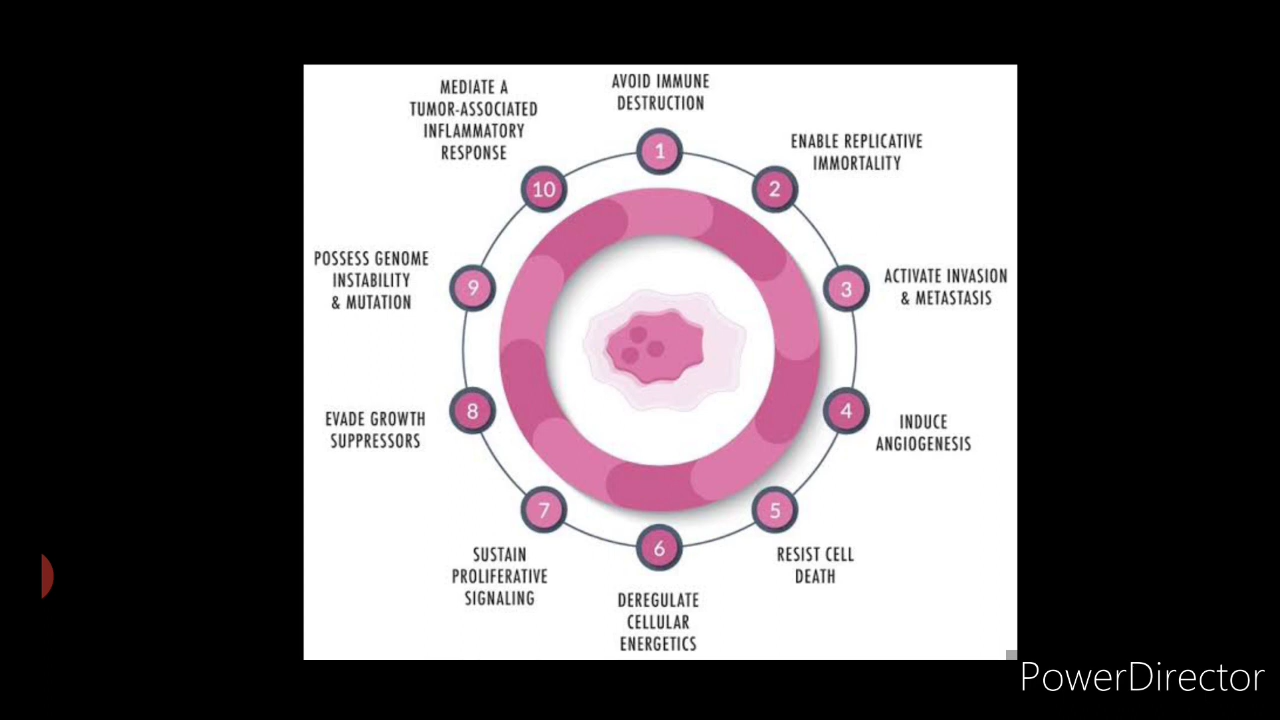 AVOID IMMUNE
DESTRUCTION
1
ENABLE REPLICATIVE
IMMORTALITY
2
ACTIVATE INVASION
& METASTASIS
3
INDUCE
ANGIOGENESIS
4
RESIST CELL
DEATH
5
DEREGULATE
CELLULAR
ENERGETICS
6
SUSTAIN
PROLIFERATIVE
SIGNALING
7
EVADE GROWTH
SUPPRESSORS
8
POSSESS GENOME
INSTABILITY
& MUTATION
9
MEDIATE A
TUMOR-ASSOCIATED
INFLAMMATORY
RESPONSE
10
PowerDirector